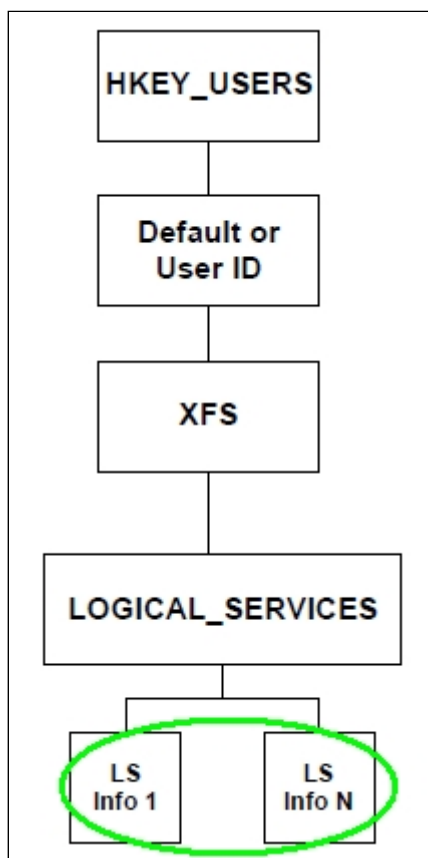 HKEY_USERS
Default or
User ID
XFS
LOGICAL_SERVICES
LS
Info 1
LS
Info N